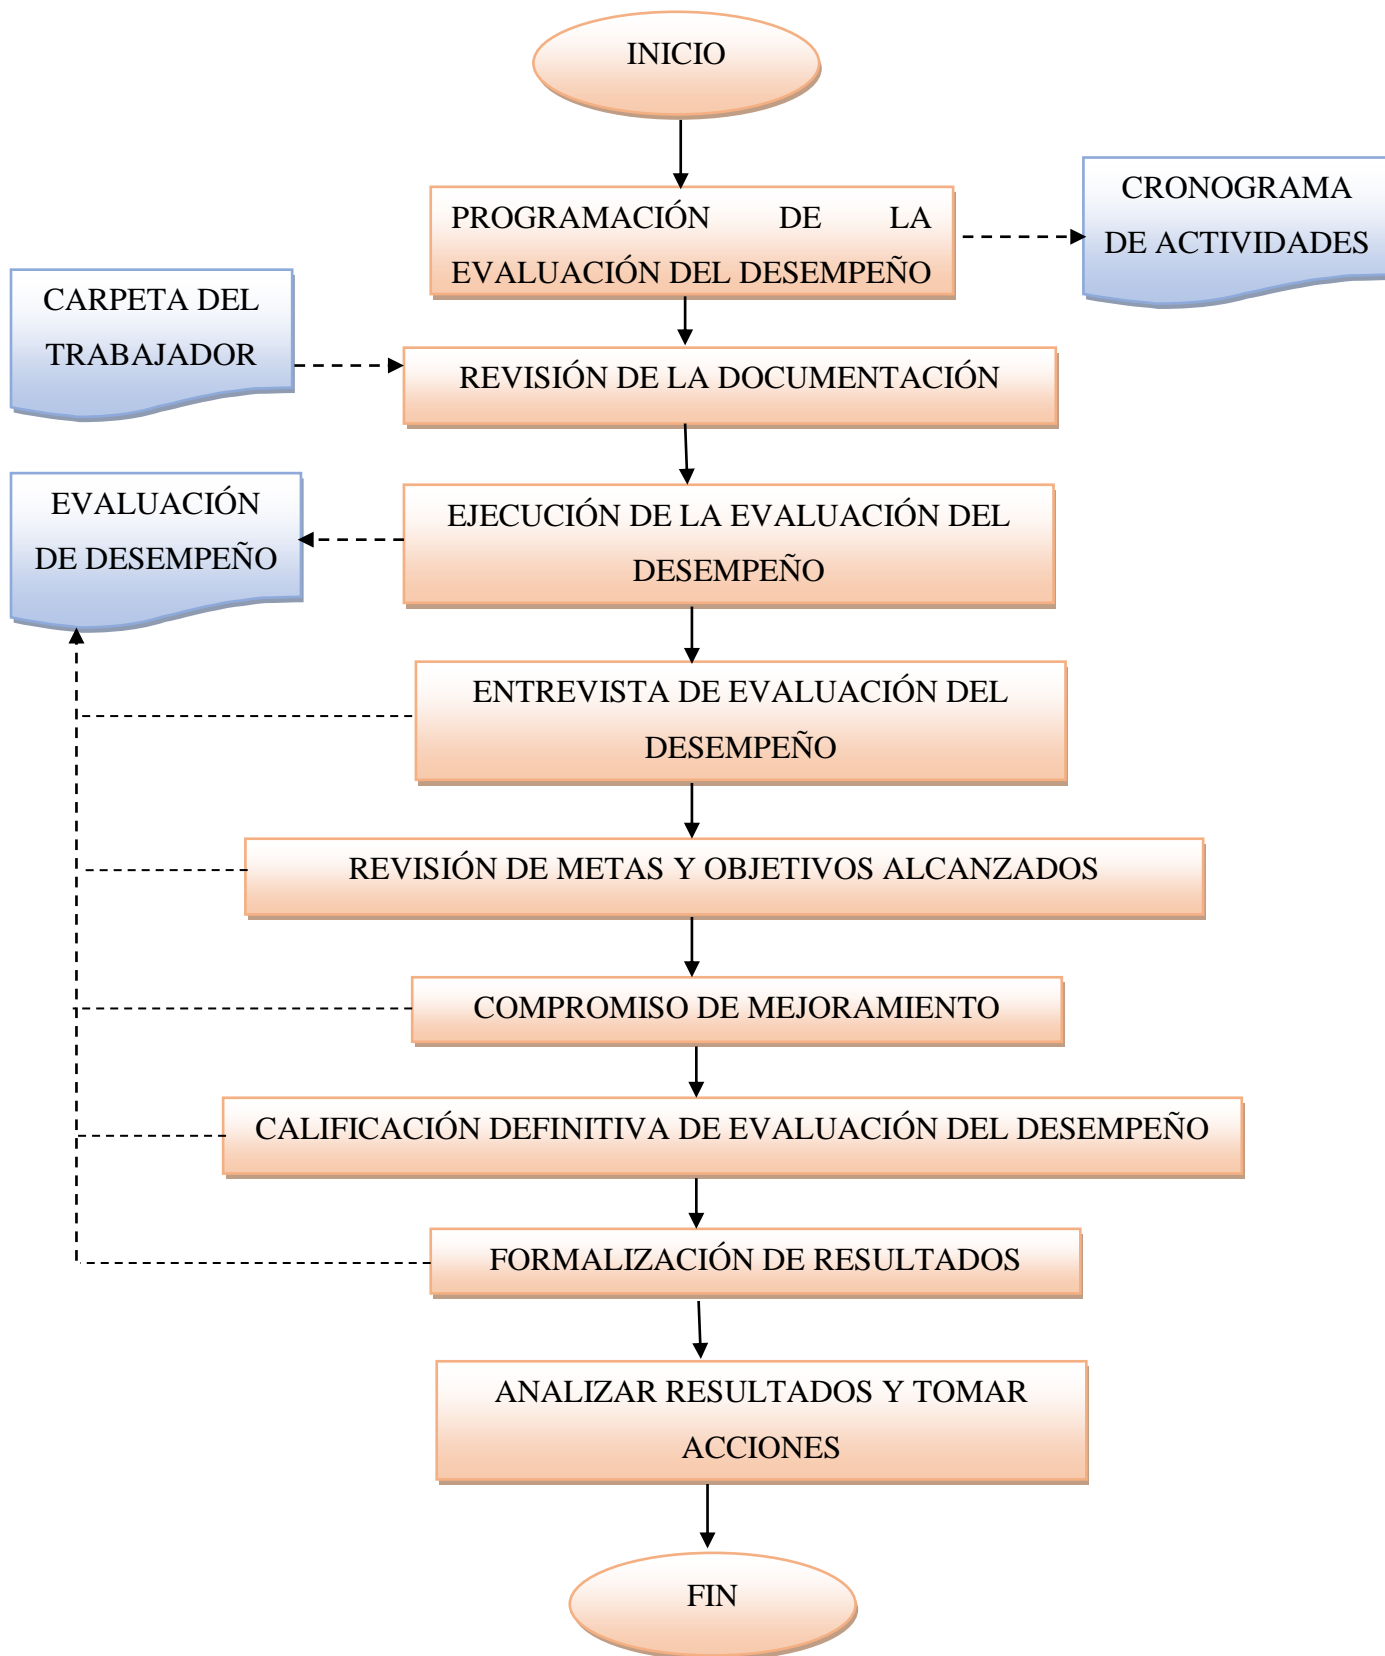 INICIO
PROGRAMACIÓN DE LA
EVALUACIÓN DEL DESEMPEÑO
CRONOGRAMA
DE ACTIVIDADES
CARPETA DEL
TRABAJADOR
REVISIÓN DE LA DOCUMENTACIÓN
EVALUACIÓN
DE DESEMPEÑO
EJECUCIÓN DE LA EVALUACIÓN DEL
DESEMPEÑO
ENTREVISTA DE EVALUACIÓN DEL
DESEMPEÑO
REVISIÓN DE METAS Y OBJETIVOS ALCANZADOS
COMPROMISO DE MEJORAMIENTO
CALIFICACIÓN DEFINITIVA DE EVALUACIÓN DEL DESEMPEÑO
FORMALIZACIÓN DE RESULTADOS
ANALIZAR RESULTADOS Y TOMAR
ACCIONES
FIN